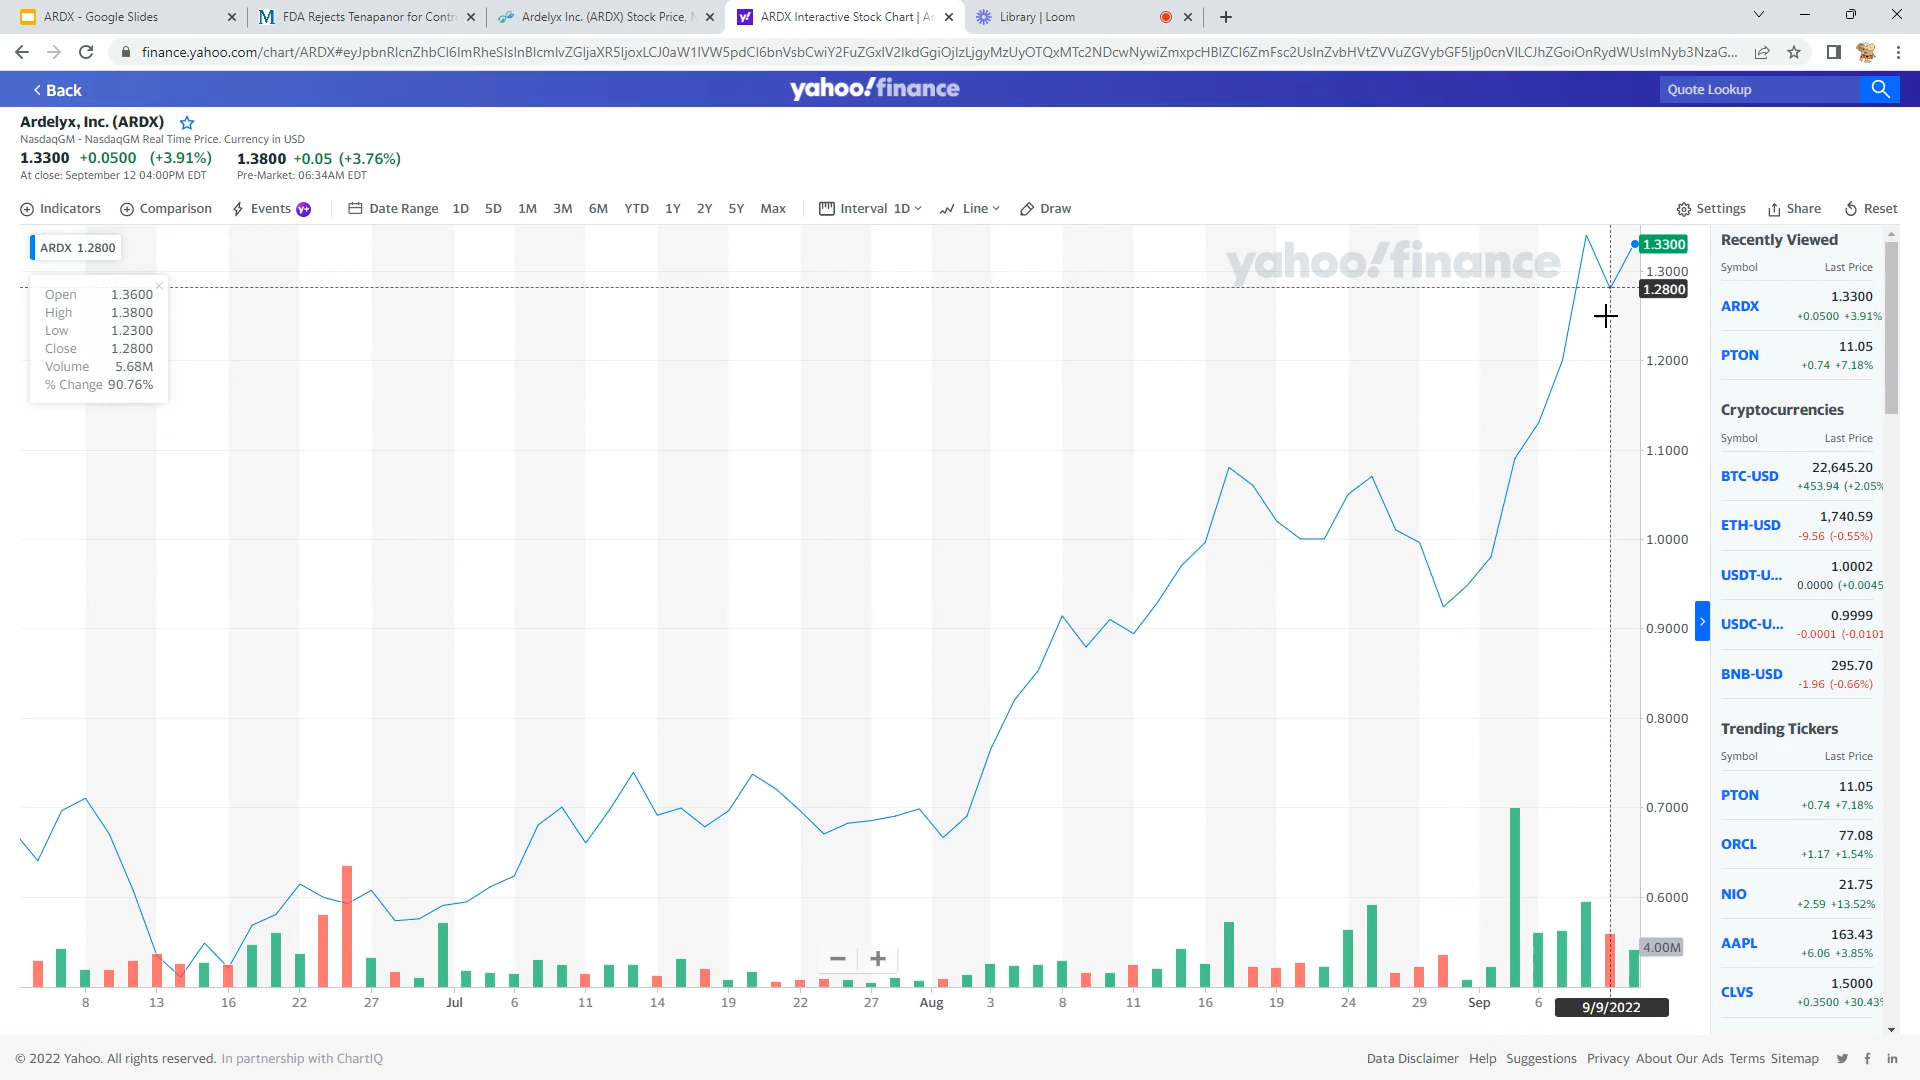 ARDX - Google Slides
FDA Rejects Tenapanor for Contr
Ardelyx Inc. (ARDX) Stock Price, N
ARDX Interactive Stock Chart | Ar
Library | Loom
< Back
yahoo!finance
Quote Lookup
Ardelyx, Inc. (ARDX)
NasdaqGM - NasdaqGM Real Time Price. Currency in USD
1.3300 +0.0500 (+3.91%) 1.3800 +0.05 (+3.76%)
At close: September 12 04:00PM EDT Pre-Market: 06:34AM EDT
Indicators Comparison Events Y+ Date Range 1D 5D 1M 3M 6M YTD 1Y 2Y 5Y Max Interval 1D Line Draw Settings Share Reset
ARDX 1.2800
Open 1.3600
High 1.3800
Low 1.2300
Close 1.2800
Volume 5.68M
% Change 90.76%
yahoo!finance
1.3300
1.3000
1.2800
1.2000
1.1000
1.0000
0.9000
0.8000
0.7000
0.6000
4.00M
8 13 16 22 27 Jul 6 11 14 19 22 27 Aug 3 8 11 16 19 24 29 Sep 6 9/9/2022
Recently Viewed
Symbol Last Price
ARDX 1.3300
+0.0500 +3.91%
PTON 11.05
+0.74 +7.18%
Cryptocurrencies
Symbol Last Price
BTC-USD 22,645.20
+453.94 (+2.05%
ETH-USD 1,740.59
-9.56 (-0.55%)
USDT-U... 1.0002
0.0000 (+0.0045
USDC-U... 0.9999
-0.0001 (-0.0101
BNB-USD 295.70
-1.96 (-0.66%)
Trending Tickers
Symbol Last Price
PTON 11.05
+0.74 +7.18%
ORCL 77.08
+1.17 +1.54%
NIO 21.75
+2.59 +13.52%
AAPL 163.43
+6.06 +3.85%
CLVS 1.5000
+0.3500 +30.43%
© 2022 Yahoo. All rights reserved. In partnership with ChartIQ
Data Disclaimer Help Suggestions Privacy About Our Ads Terms Sitemap